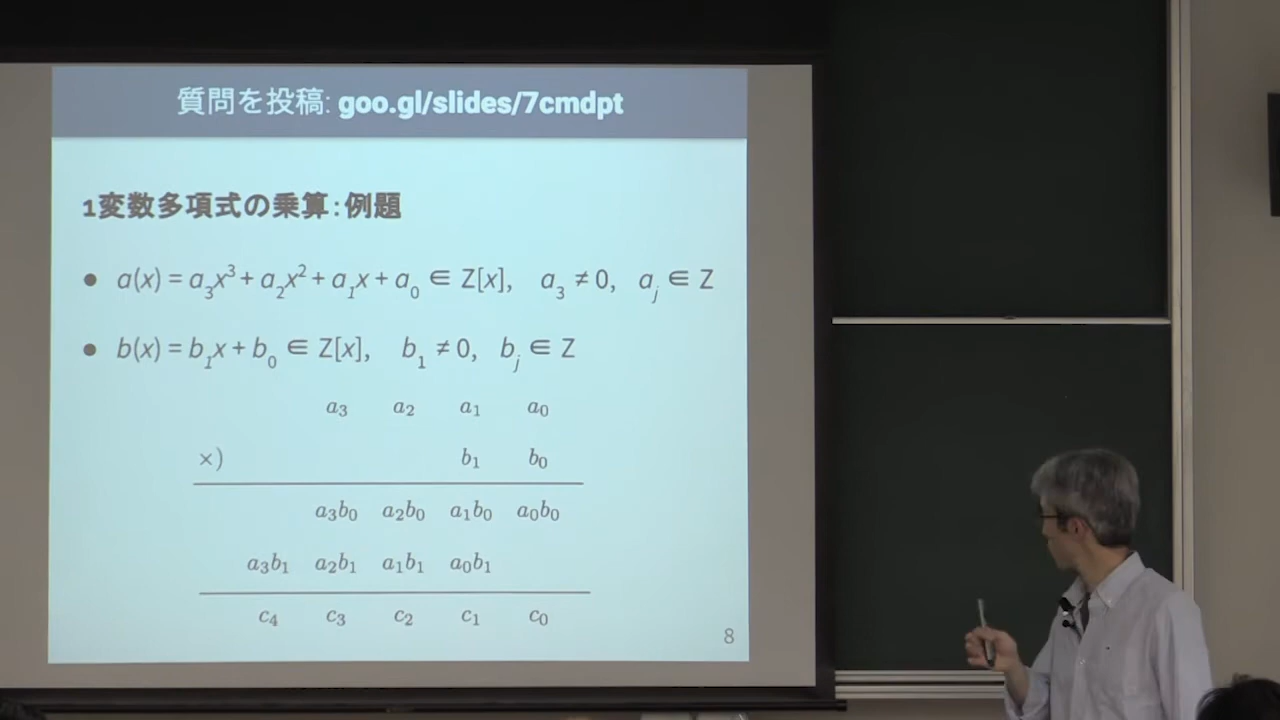 質問を投稿: goo.gl/slides/7cmdpt
1変数多項式の乗算:例題
● a(x) = a₃x³ + a₂x² + a₁x + a₀ ∈ Z[x], a₃ ≠ 0, aⱼ ∈ Z
● b(x) = b₁x + b₀ ∈ Z[x], b₁ ≠ 0, bⱼ ∈ Z
a₃ a₂ a₁ a₀
×) b₁ b₀
a₃b₀ a₂b₀ a₁b₀ a₀b₀
a₃b₁ a₂b₁ a₁b₁ a₀b₁
c₄ c₃ c₂ c₁ c₀
8